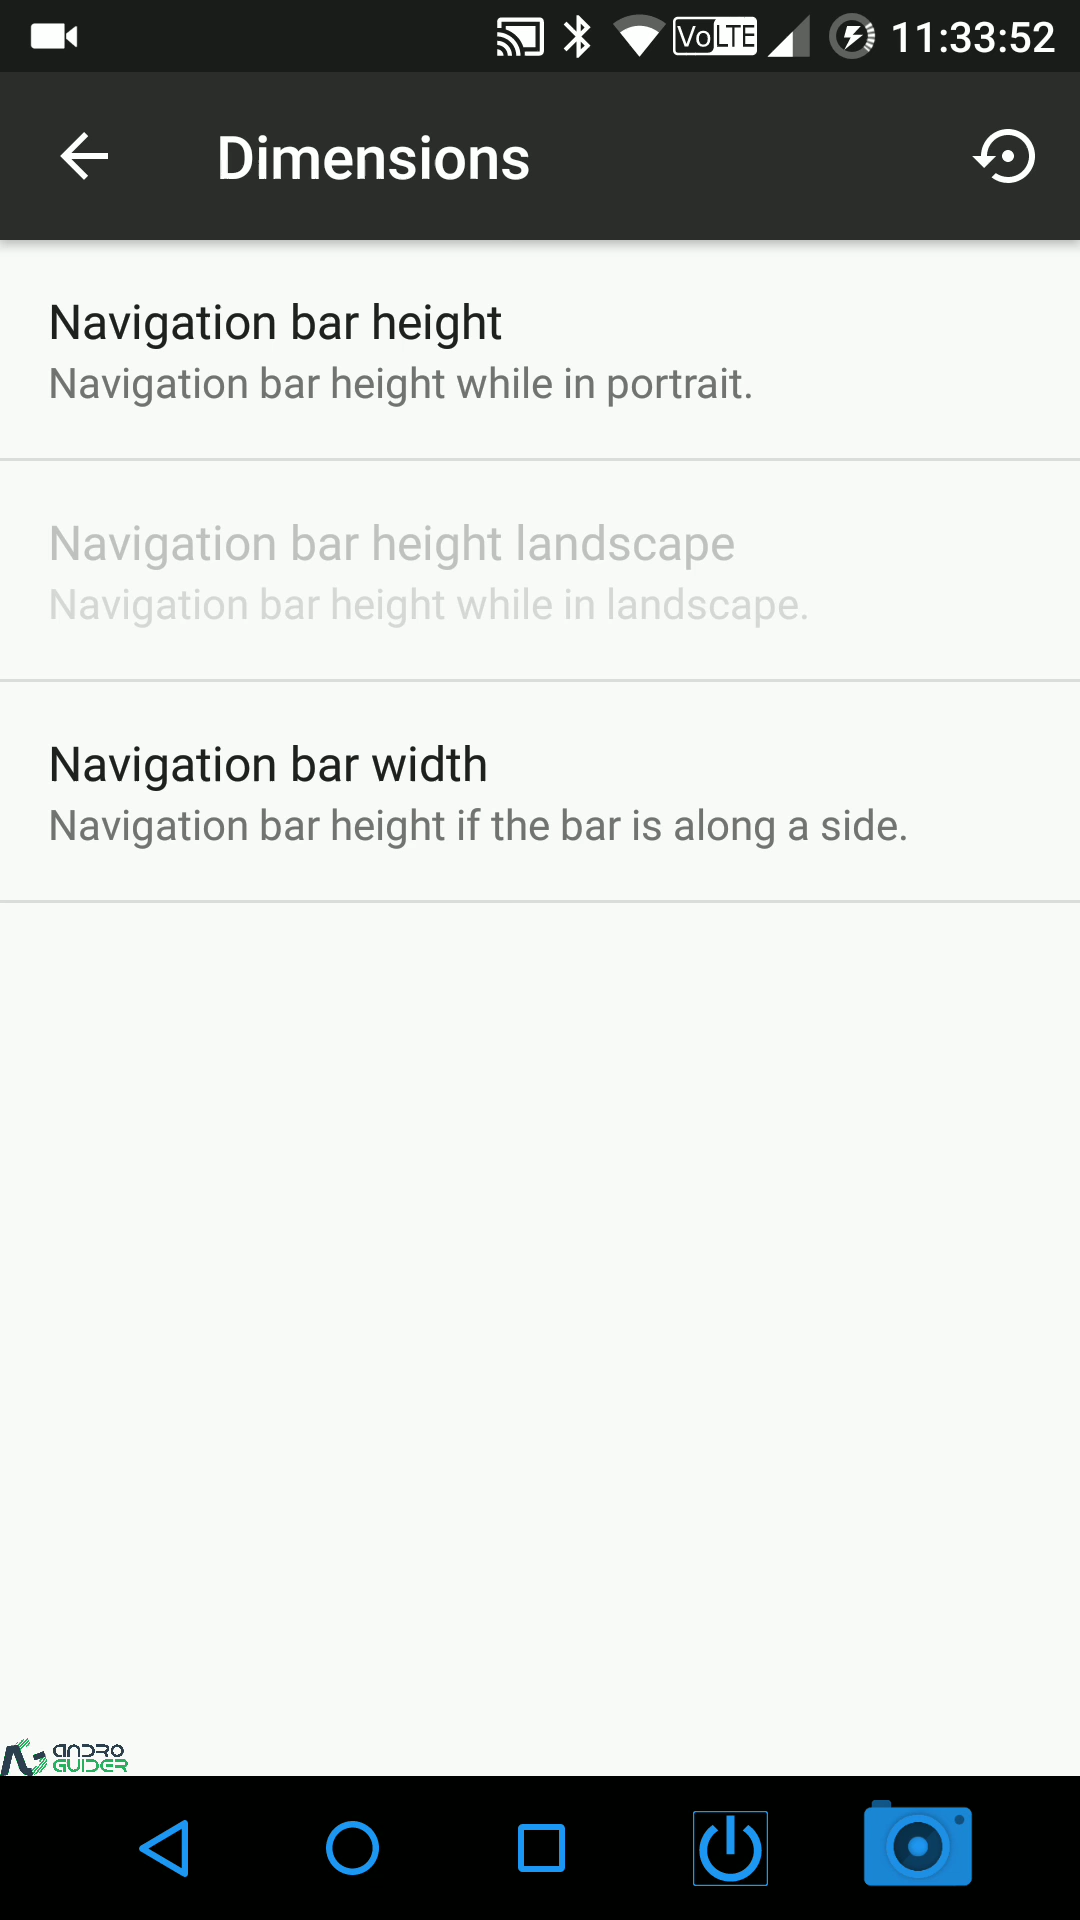 VoLTE 11:33:52
Dimensions
Navigation bar height
Navigation bar height while in portrait.
Navigation bar height landscape
Navigation bar height while in landscape.
Navigation bar width
Navigation bar height if the bar is along a side.
ANDRO
GUIDER